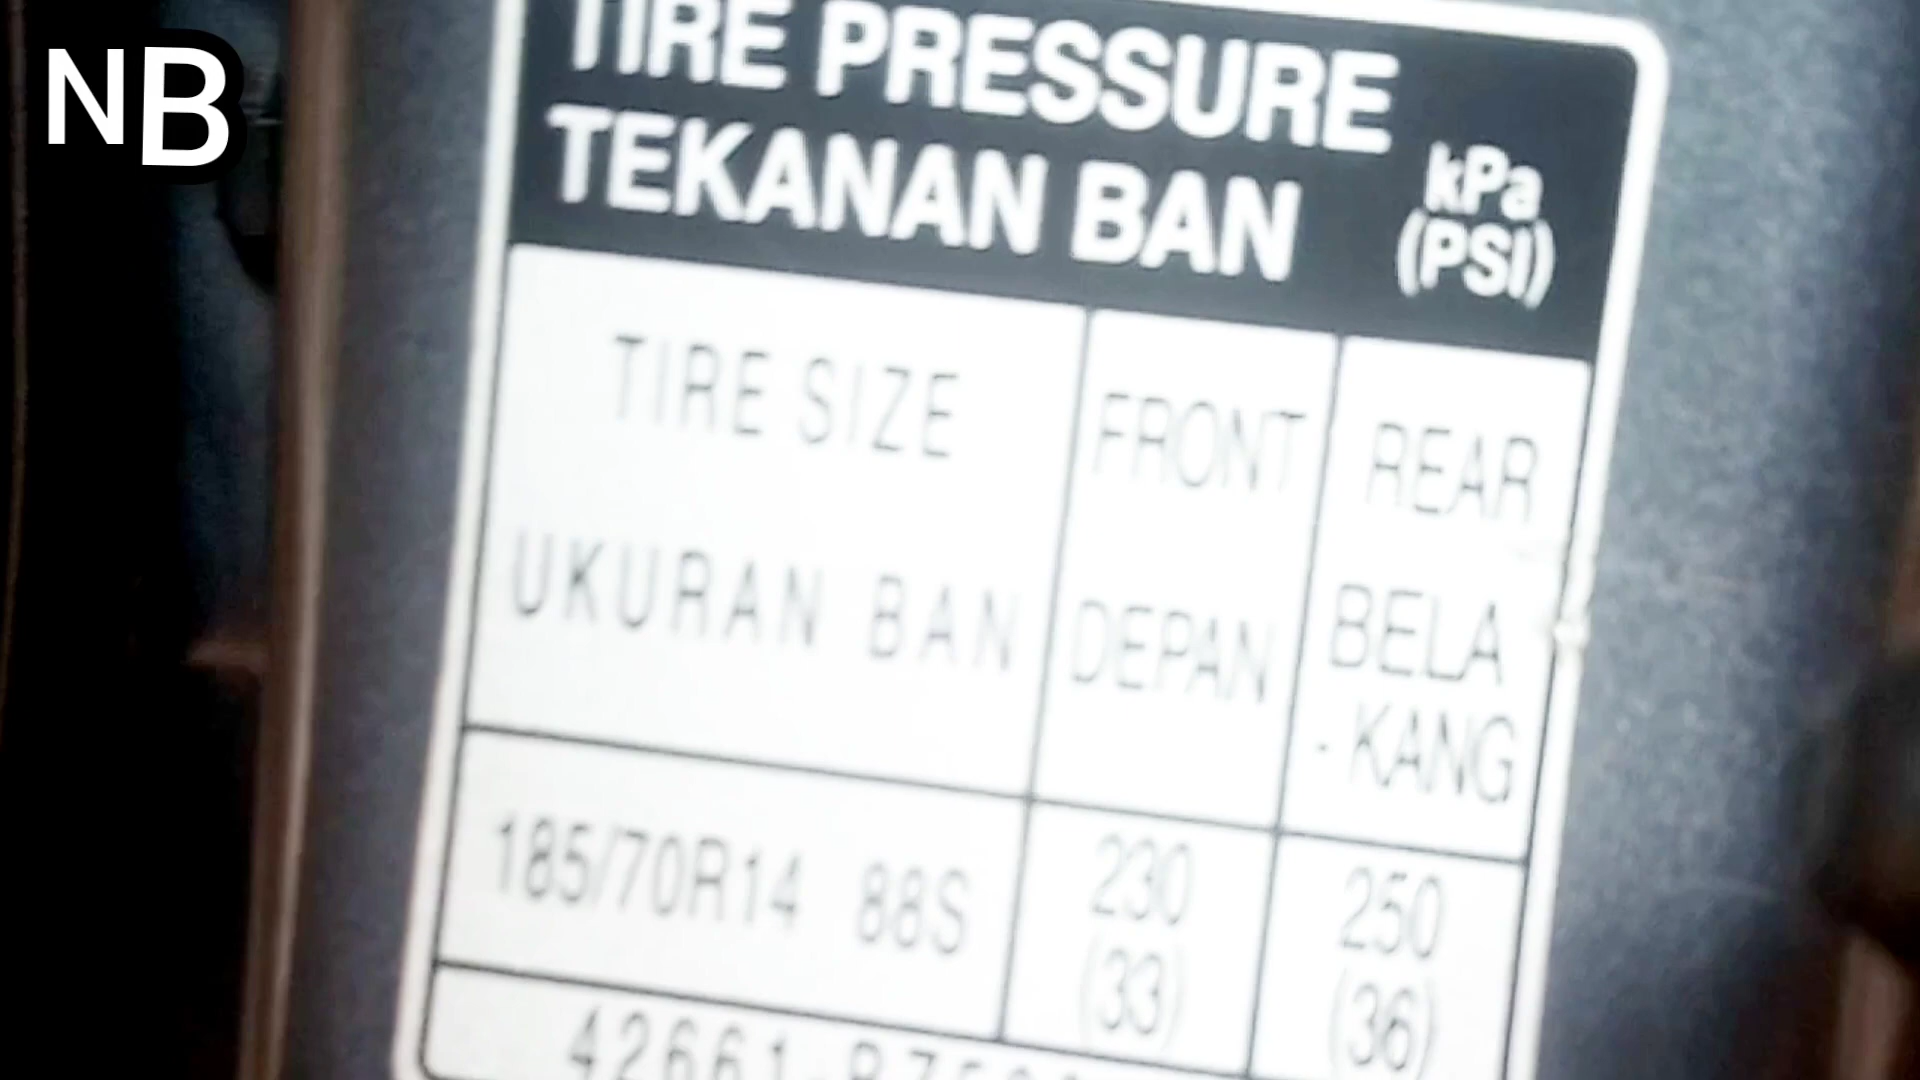 NB
TIRE PRESSURE
TEKANAN BAN
kPa
(PSI)
TIRE SIZE
UKURAN BAN
FRONT
DEPAN
REAR
BELA
- KANG
185/70R14 88S
230
(33)
250
(36)